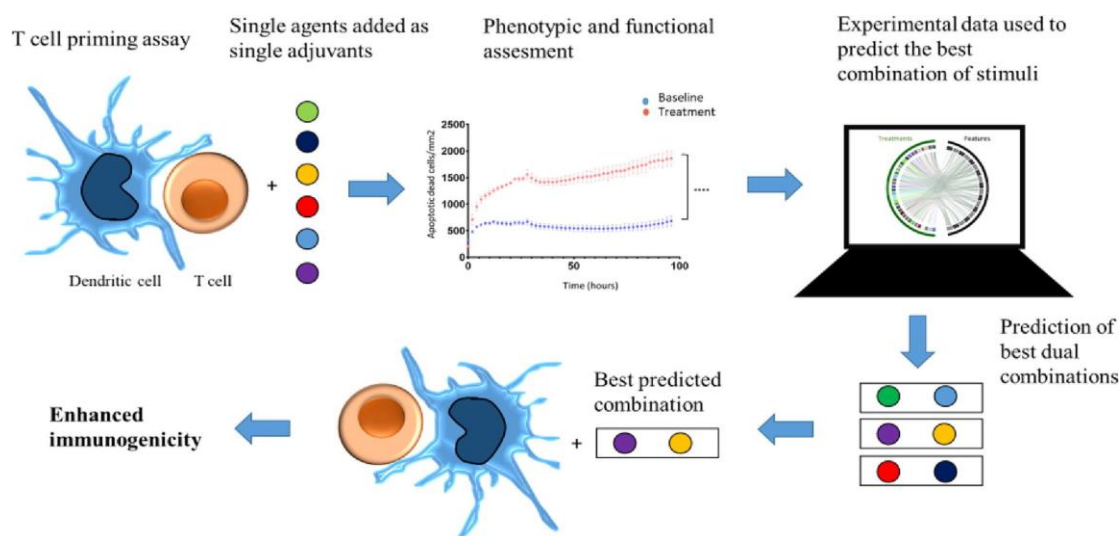 T cell priming assay
Single agents added as
single adjuvants
Phenotypic and functional
assesment
Experimental data used to
predict the best
combination of stimuli
Dendritic cell
T cell
+
Baseline
Treatment
Apoptotic dead cells/mm2
2500
2000
1500
1000
500
0
0
50
100
Time (hours)
****
Treatments
Features
Prediction of
best dual
combinations
Best predicted
combination
+
Enhanced
immunogenicity